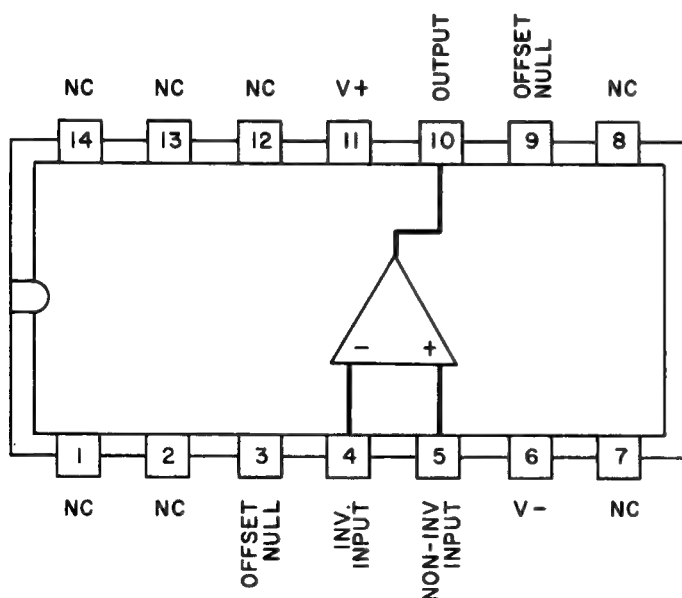 NC
NC
NC
V+
OUTPUT
OFFSET
NULL
NC
14
13
12
11
10
9
8
-
+
1
2
3
4
5
6
7
NC
NC
OFFSET
NULL
INV.
INPUT
NON-INV
INPUT
V-
NC